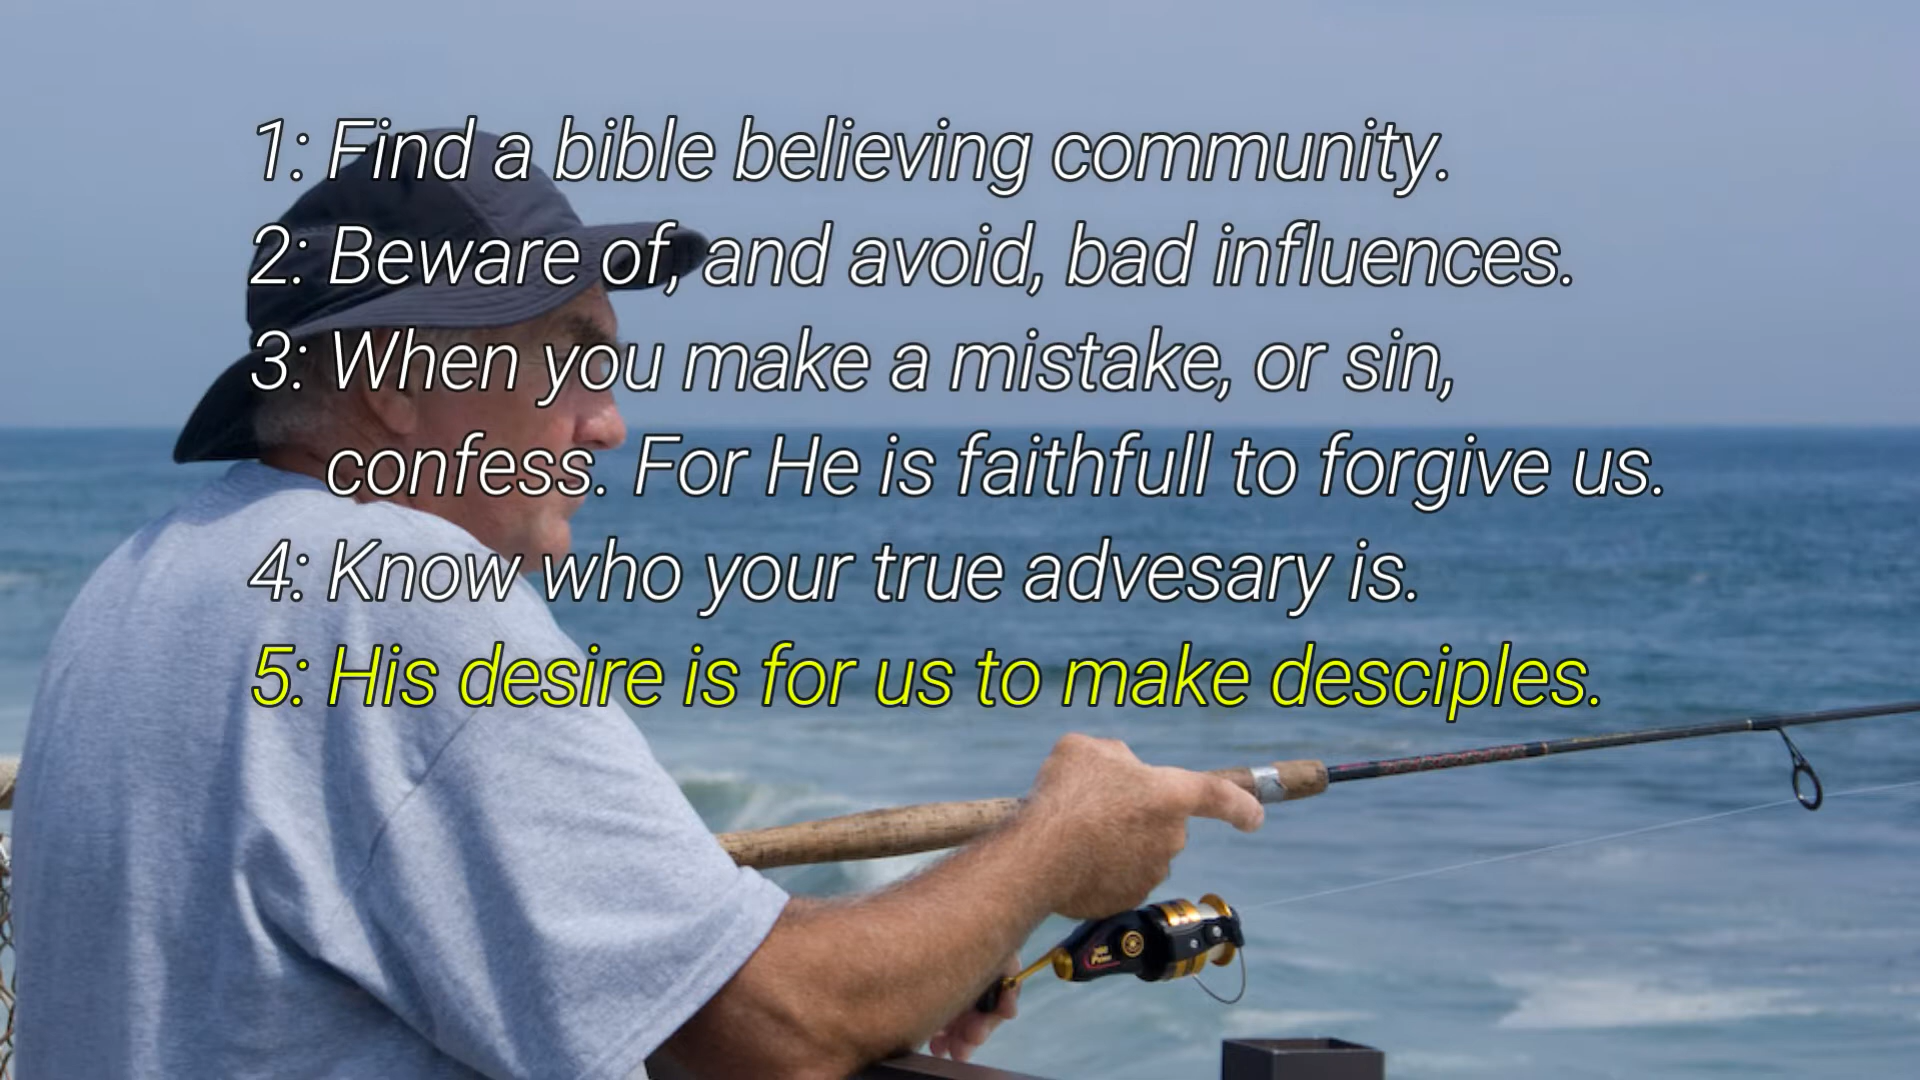 1: Find a bible believing community.
2: Beware of, and avoid, bad influences.
3: When you make a mistake, or sin,
confess. For He is faithfull to forgive us.
4: Know who your true advesary is.
5: His desire is for us to make desciples.